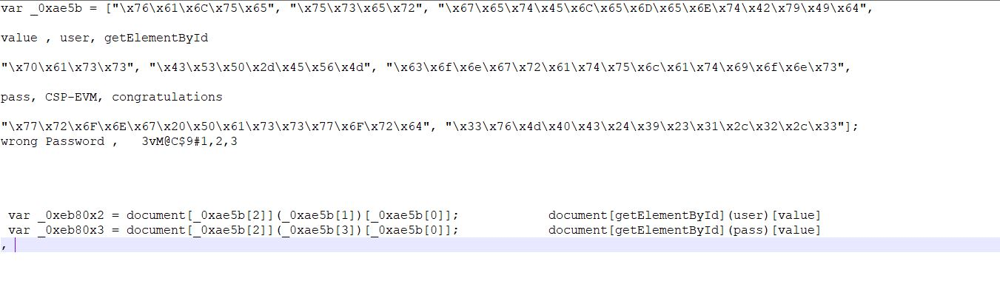 var _0xae5b = ["\x76\x61\x6C\x75\x65", "\x75\x73\x65\x72", "\x67\x65\x74\x45\x6C\x65\x6D\x65\x6E\x74\x42\x79\x49\x64",
value , user, getElementById
"\x70\x61\x73\x73", "\x43\x53\x50\x2d\x45\x56\x4d", "\x63\x6f\x6e\x67\x72\x61\x74\x75\x6c\x61\x74\x69\x6f\x6e\x73",
pass, CSP-EVM, congratulations
"\x77\x72\x6F\x6E\x67\x20\x50\x61\x73\x73\x77\x6F\x72\x64", "\x33\x76\x4d\x40\x43\x24\x39\x23\x31\x2c\x32\x2c\x33"];
wrong Password ,   3vM@C$9#1,2,3
var _0xeb80x2 = document[_0xae5b[2]](_0xae5b[1])[_0xae5b[0]];            document[getElementById](user)[value]
var _0xeb80x3 = document[_0xae5b[2]](_0xae5b[3])[_0xae5b[0]];            document[getElementById](pass)[value]
,